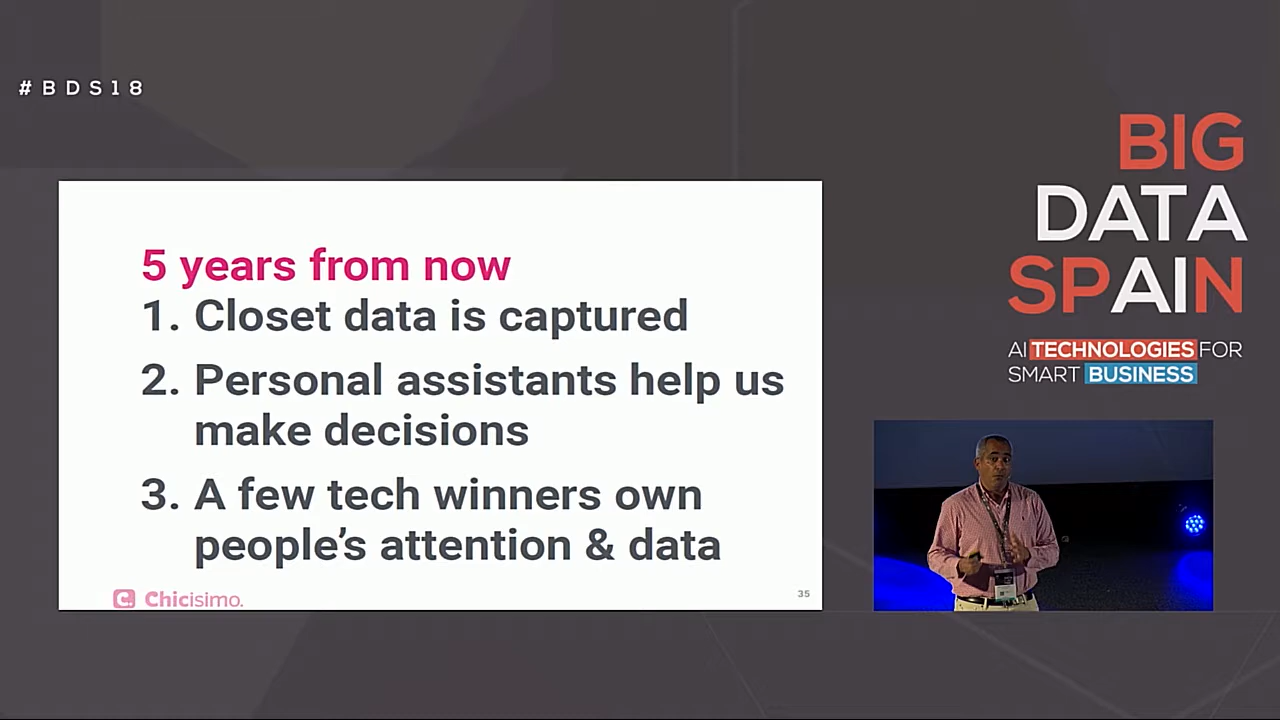 #BDS18
BIG
DATA
SPAIN
AI TECHNOLOGIES FOR
SMART BUSINESS
5 years from now
1. Closet data is captured
2. Personal assistants help us
make decisions
3. A few tech winners own
people’s attention & data
Chicisimo.
35